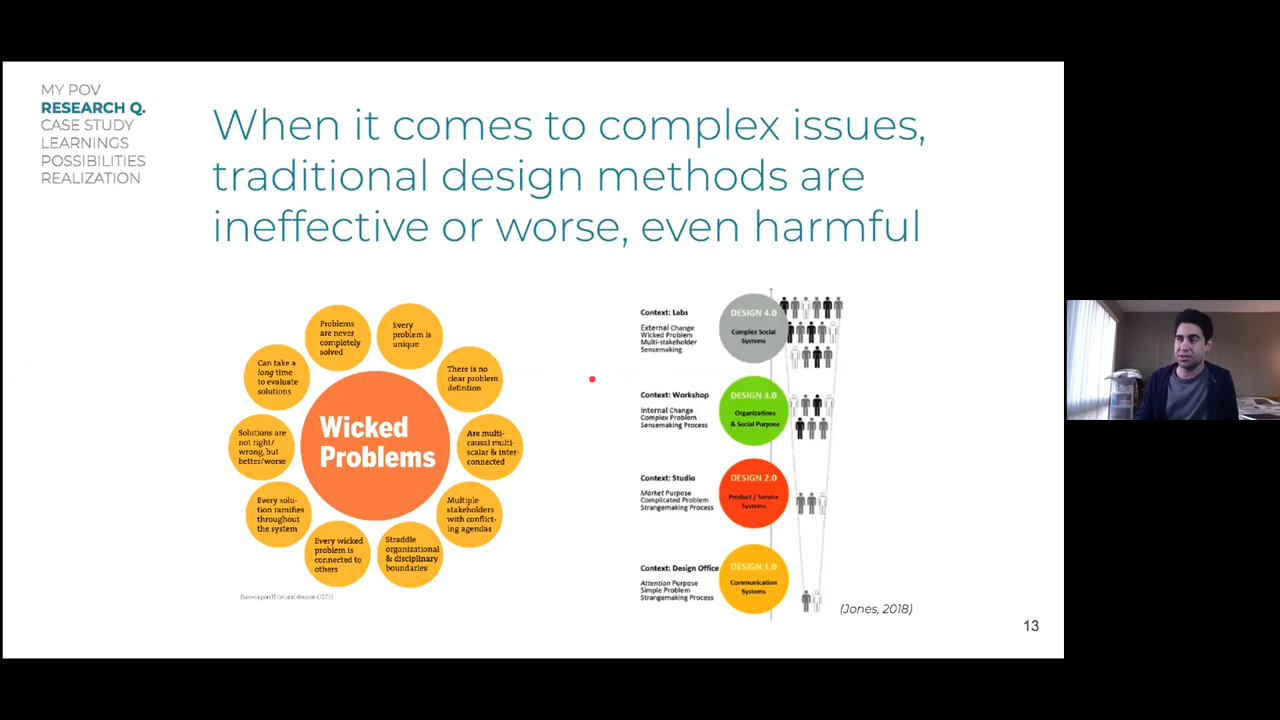 MY POV
RESEARCH Q.
CASE STUDY
LEARNINGS
POSSIBILITIES
REALIZATION
When it comes to complex issues,
traditional design methods are
ineffective or worse, even harmful
Wicked
Problems
Every
problem is
unique
There is no
clear problem
defintion
Are multi-
causal multi-
scalar & inter-
connected
Multiple
stakeholders
with conflict-
ing agendas
Straddle
organizational
& disciplinary
boundaries
Every wicked
problem is
connected to
others
Every solu-
tion ramifies
throughout
the system
Solutions are
not right/
wrong, but
better/worse
Can take a
long time
to evaluate
solutions
Problems
are never
completely
solved
Based upon Rittel and Webber (1973)
Context: Labs
External Change
Wicked Problem
Multi-stakeholder
Sensemaking
DESIGN 4.0
Complex Social
Systems
Context: Workshop
Internal Change
Complex Problem
Sensemaking Process
DESIGN 3.0
Organizations
& Social Purpose
Context: Studio
Market Purpose
Complicated Problem
Strangemaking Process
DESIGN 2.0
Product / Service
Systems
Context: Design Office
Attention Purpose
Simple Problem
Strangemaking Process
DESIGN 1.0
Communication
Systems
(Jones, 2018)
13